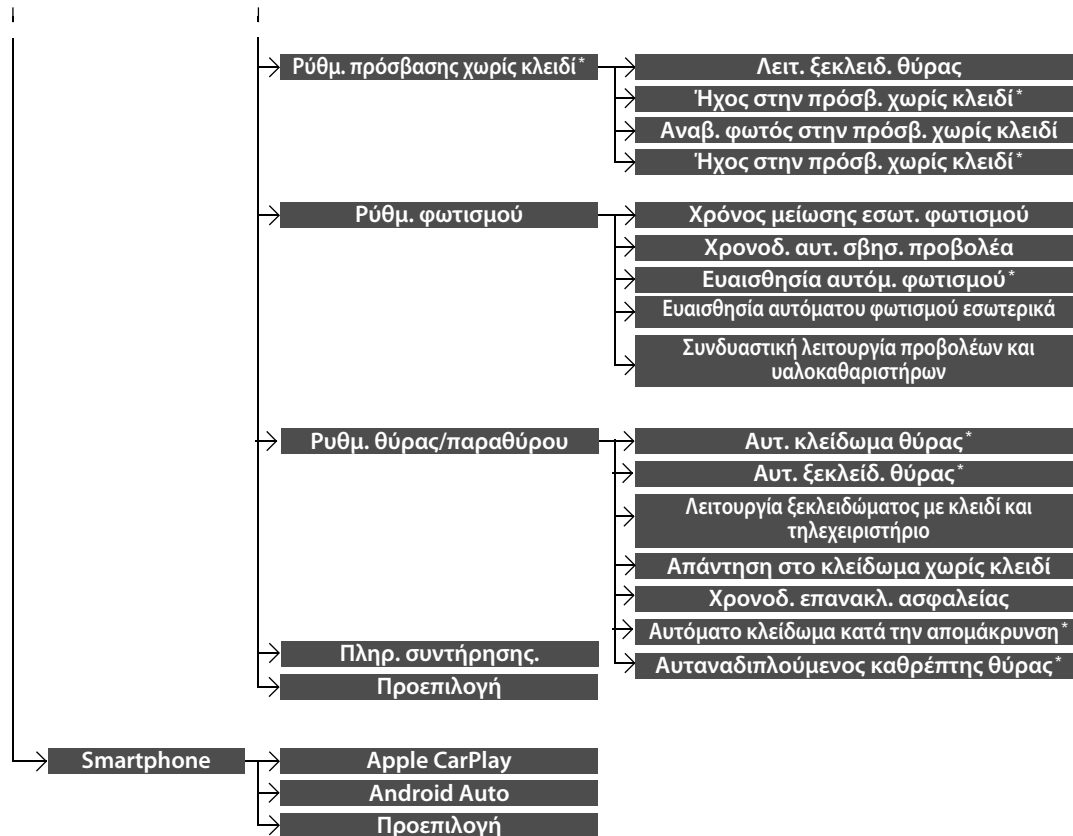 Ρύθμ. πρόσβασης χωρίς κλειδί*
Λειτ. ξεκλειδ. θύρας
Ήχος στην πρόσβ. χωρίς κλειδί*
Αναβ. φωτός στην πρόσβ. χωρίς κλειδί
Ήχος στην πρόσβ. χωρίς κλειδί*
Ρύθμ. φωτισμού
Χρόνος μείωσης εσωτ. φωτισμού
Χρονοδ. αυτ. σβησ. προβολέα
Ευαισθησία αυτόμ. φωτισμού*
Ευαισθησία αυτόματου φωτισμού εσωτερικά
Συνδυαστική λειτουργία προβολέων και
υαλοκαθαριστήρων
Ρυθμ. θύρας/παραθύρου
Αυτ. κλείδωμα θύρας*
Αυτ. ξεκλείδ. θύρας*
Λειτουργία ξεκλειδώματος με κλειδί και
τηλεχειριστήριο
Απάντηση στο κλείδωμα χωρίς κλειδί
Χρονοδ. επανακλ. ασφαλείας
Αυτόματο κλείδωμα κατά την απομάκρυνση*
Αυταναδιπλούμενος καθρέπτης θύρας*
Πληρ. συντήρησης.
Προεπιλογή
Smartphone
Apple CarPlay
Android Auto
Προεπιλογή